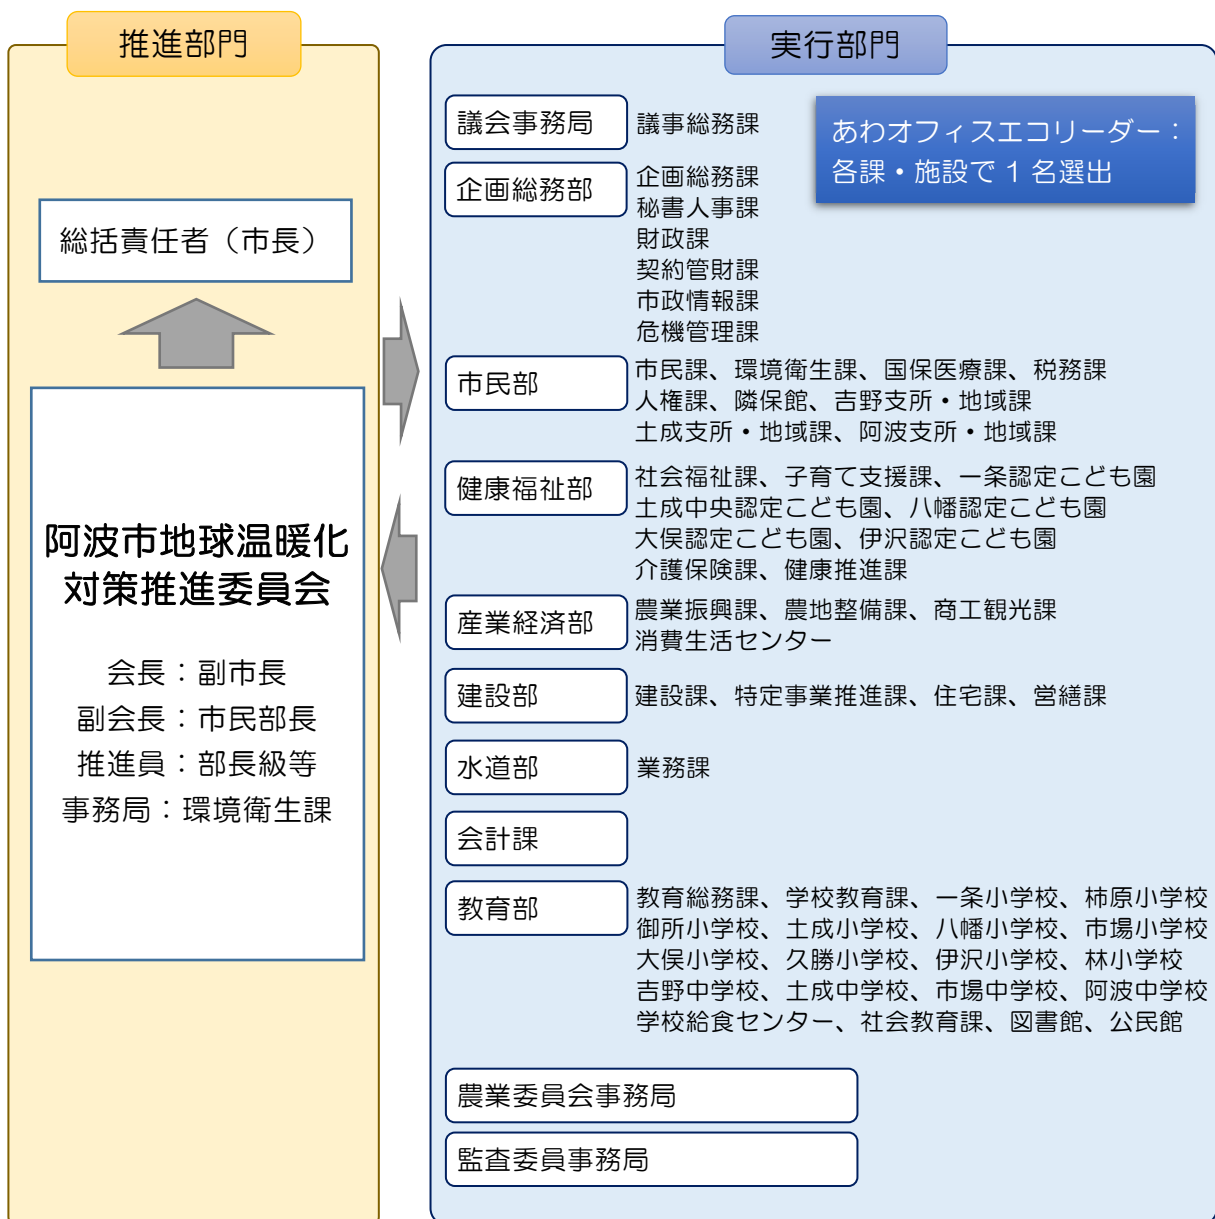 推進部門
総括責任者（市長）
阿波市地球温暖化
対策推進委員会
会長：副市長
副会長：市民部長
推進員：部長級等
事務局：環境衛生課
実行部門
あわオフィスエコリーダー：
各課・施設で１名選出
議会事務局
議事総務課
企画総務部
企画総務課
秘書人事課
財政課
契約管財課
市政情報課
危機管理課
市民部
市民課、環境衛生課、国保医療課、税務課
人権課、隣保館、吉野支所・地域課
土成支所・地域課、阿波支所・地域課
健康福祉部
社会福祉課、子育て支援課、一条認定こども園
土成中央認定こども園、八幡認定こども園
大俣認定こども園、伊沢認定こども園
介護保険課、健康推進課
産業経済部
農業振興課、農地整備課、商工観光課
消費生活センター
建設部
建設課、特定事業推進課、住宅課、営繕課
水道部
業務課
会計課
教育部
教育総務課、学校教育課、一条小学校、柿原小学校
御所小学校、土成小学校、八幡小学校、市場小学校
大俣小学校、久勝小学校、伊沢小学校、林小学校
吉野中学校、土成中学校、市場中学校、阿波中学校
学校給食センター、社会教育課、図書館、公民館
農業委員会事務局
監査委員事務局